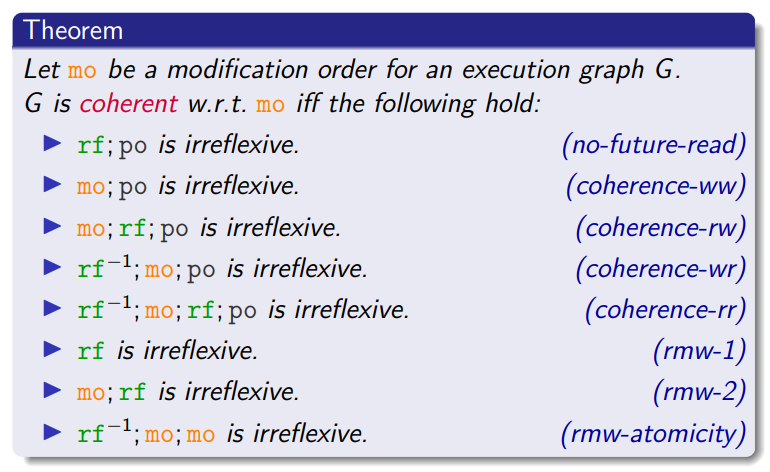 Theorem
Let mo be a modification order for an execution graph G.
G is coherent w.r.t. mo iff the following hold:
▶ rf; po is irreflexive. (no-future-read)
▶ mo; po is irreflexive. (coherence-ww)
▶ mo; rf; po is irreflexive. (coherence-rw)
▶ rf⁻¹; mo; po is irreflexive. (coherence-wr)
▶ rf⁻¹; mo; rf; po is irreflexive. (coherence-rr)
▶ rf is irreflexive. (rmw-1)
▶ mo; rf is irreflexive. (rmw-2)
▶ rf⁻¹; mo; mo is irreflexive. (rmw-atomicity)